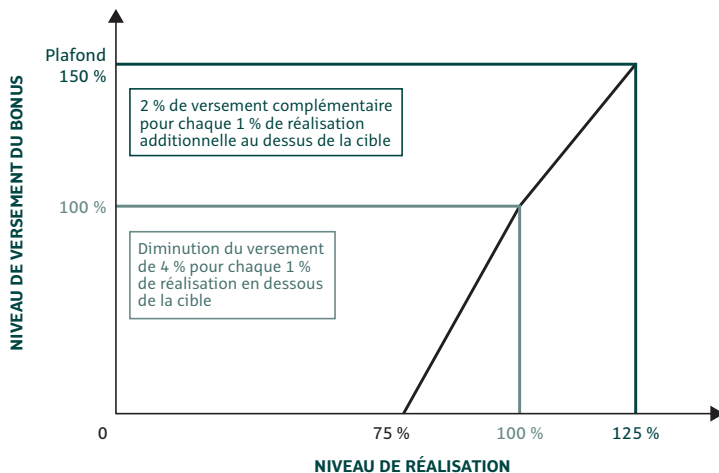 Plafond
150 %
2 % de versement complémentaire
pour chaque 1 % de réalisation
additionnelle au dessus de la cible
NIVEAU DE VERSEMENT DU BONUS
100 %
Diminution du versement
de 4 % pour chaque 1 %
de réalisation en dessous
de la cible
0
75 %
100 %
125 %
NIVEAU DE RÉALISATION